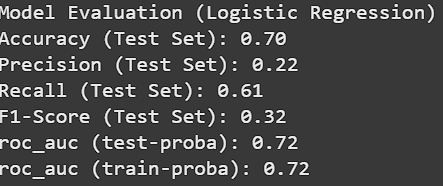 Model Evaluation (Logistic Regression)
Accuracy (Test Set): 0.70
Precision (Test Set): 0.22
Recall (Test Set): 0.61
F1-Score (Test Set): 0.32
roc_auc (test-proba): 0.72
roc_auc (train-proba): 0.72